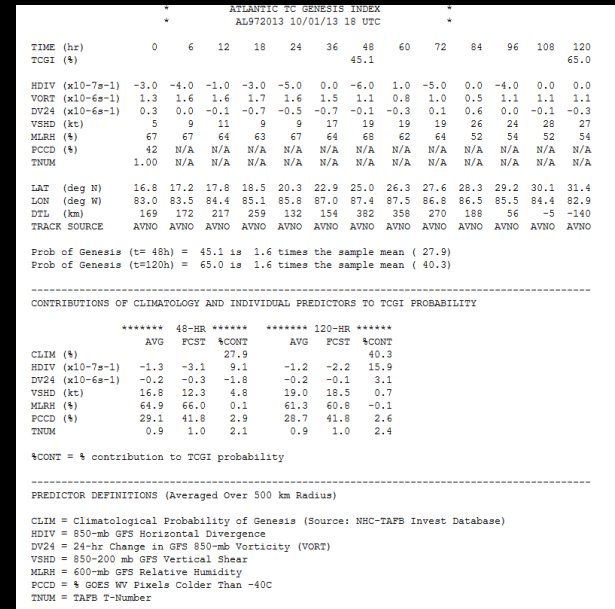 * ATLANTIC TC GENESIS INDEX *
* AL972013 10/01/13 18 UTC *
TIME (hr) 0 6 12 18 24 36 48 60 72 84 96 108 120
TCGI (%) 45.1 65.0
HDIV (x10-7s-1) -3.0 -4.0 -1.0 -3.0 -5.0 0.0 -6.0 1.0 -5.0 0.0 -4.0 0.0 0.0
VORT (x10-6s-1) 1.3 1.6 1.6 1.7 1.6 1.5 1.1 0.8 1.0 0.5 1.1 1.1 1.1
DV24 (x10-6s-1) 0.3 0.0 -0.1 -0.7 -0.5 -0.7 -0.1 -0.3 0.1 0.6 0.0 -0.1 -0.3
VSHD (kt) 5 9 11 9 9 17 19 19 19 26 24 28 27
MLRH (%) 67 67 64 63 67 64 68 62 64 52 54 52 54
PCCD (%) 42 N/A N/A N/A N/A N/A N/A N/A N/A N/A N/A N/A N/A
TNUM 1.00 N/A N/A N/A N/A N/A N/A N/A N/A N/A N/A N/A N/A
LAT (deg N) 16.8 17.2 17.8 18.5 20.3 22.9 25.0 26.3 27.6 28.3 29.2 30.1 31.4
LON (deg W) 83.0 83.5 84.4 85.1 85.8 87.0 87.4 87.5 86.8 86.5 85.5 84.4 82.9
DTL (km) 169 172 217 259 132 154 382 358 270 188 56 -5 -140
TRACK SOURCE AVNO AVNO AVNO AVNO AVNO AVNO AVNO AVNO AVNO AVNO AVNO AVNO AVNO
Prob of Genesis (t= 48h) = 45.1 is 1.6 times the sample mean ( 27.9)
Prob of Genesis (t=120h) = 65.0 is 1.6 times the sample mean ( 40.3)
CONTRIBUTIONS OF CLIMATOLOGY AND INDIVIDUAL PREDICTORS TO TCGI PROBABILITY
******* 48-HR ****** ******* 120-HR ******
AVG FCST %CONT AVG FCST %CONT
CLIM (%) 27.9 40.3
HDIV (x10-7s-1) -1.3 -3.1 9.1 -1.2 -2.2 15.9
DV24 (x10-6s-1) -0.2 -0.3 -1.8 -0.2 -0.1 3.1
VSHD (kt) 16.8 12.3 4.8 19.0 18.5 0.7
MLRH (%) 64.9 66.0 0.1 61.3 60.8 -0.1
PCCD (%) 29.1 41.8 2.9 28.7 41.8 2.6
TNUM 0.9 1.0 2.1 0.9 1.0 2.4
%CONT = % contribution to TCGI probability
PREDICTOR DEFINITIONS (Averaged Over 500 km Radius)
CLIM = Climatological Probability of Genesis (Source: NHC-TAFB Invest Database)
HDIV = 850-mb GFS Horizontal Divergence
DV24 = 24-hr Change in GFS 850-mb Vorticity (VORT)
VSHD = 850-200 mb GFS Vertical Shear
MLRH = 600-mb GFS Relative Humidity
PCCD = % GOES WV Pixels Colder Than -40C
TNUM = TAFB T-Number